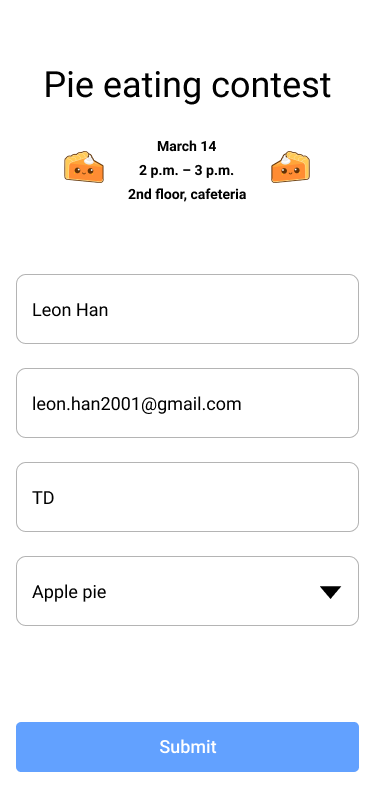 Pie eating contest
March 14
2 p.m. – 3 p.m.
2nd floor, cafeteria
Leon Han
leon.han2001@gmail.com
TD
Apple pie
Submit